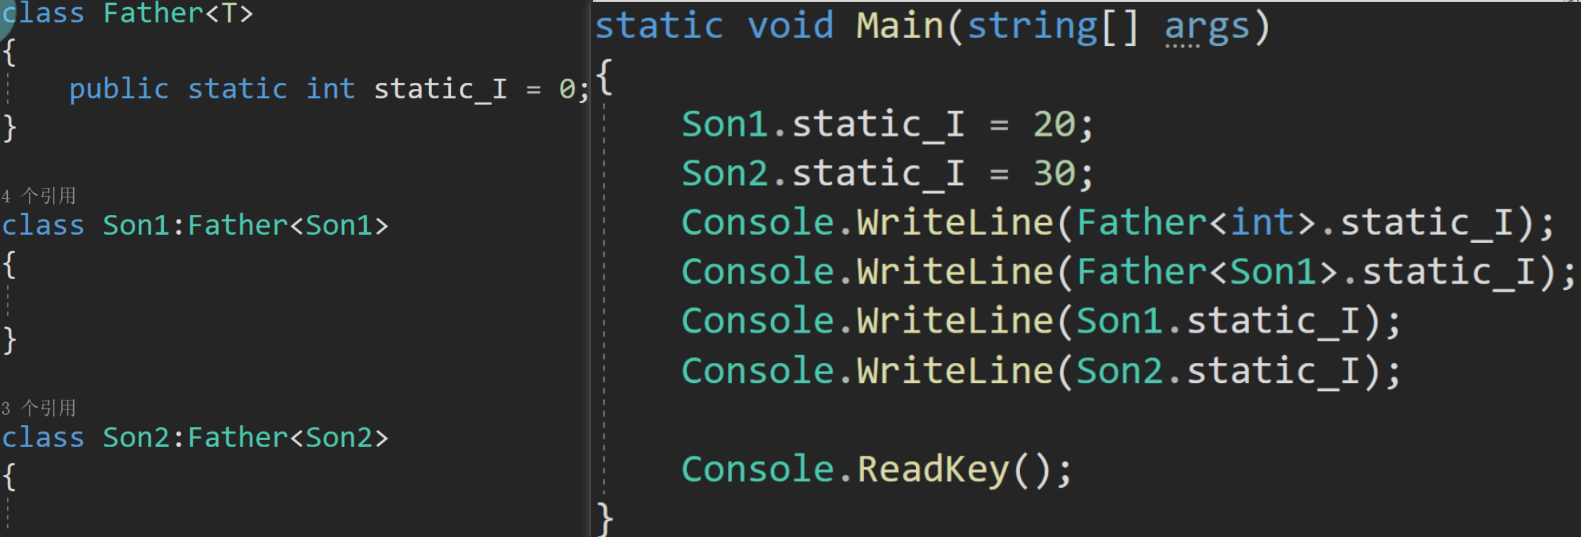 class Father<T>
{
    public static int static_I = 0;
}
4 个引用
class Son1:Father<Son1>
{
}
3 个引用
class Son2:Father<Son2>
{
static void Main(string[] args)
{
    Son1.static_I = 20;
    Son2.static_I = 30;
    Console.WriteLine(Father<int>.static_I);
    Console.WriteLine(Father<Son1>.static_I);
    Console.WriteLine(Son1.static_I);
    Console.WriteLine(Son2.static_I);
    Console.ReadKey();
}